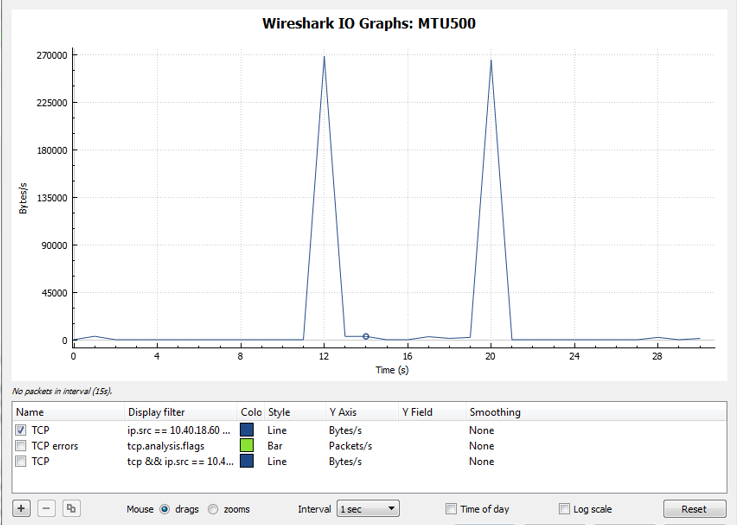 Wireshark IO Graphs: MTU500
270000
225000
180000
135000
90000
45000
0
Bytes/s
0 4 8 12 16 20 24 28
Time (s)
No packets in interval (15s).
Name Display filter Colo Style Y Axis Y Field Smoothing
TCP ip.src == 10.40.18.60 ... Line Bytes/s None
TCP errors tcp.analysis.flags Bar Packets/s None
TCP tcp && ip.src == 10.4... Line Bytes/s None
+ − Mouse drags zooms Interval 1 sec Time of day Log scale Reset